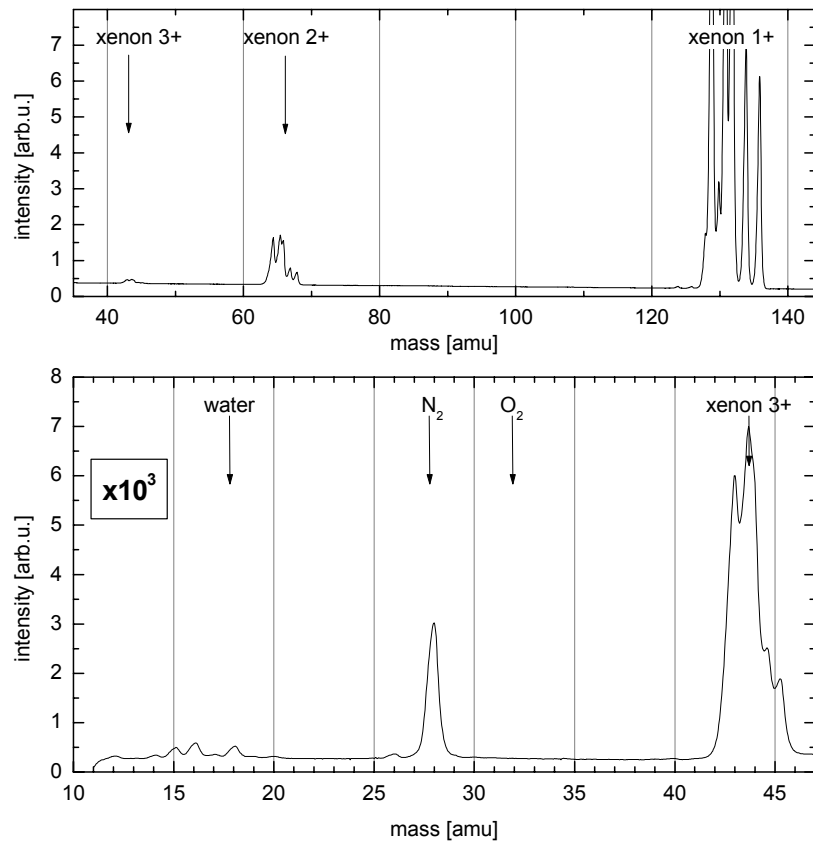 8
7
6
5
4
3
2
1
0
intensity [arb.u.]
xenon 3+
xenon 2+
xenon 1+
40
60
80
100
120
140
mass [amu]
8
7
6
5
4
3
2
1
0
intensity [arb.u.]
water
N₂
O₂
xenon 3+
x10³
10
15
20
25
30
35
40
45
mass [amu]